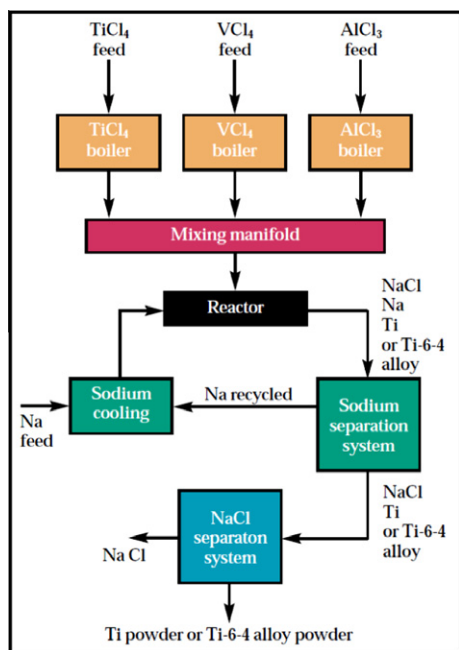 TiCl4 feed
VCl4 feed
AlCl3 feed
TiCl4 boiler
VCl4 boiler
AlCl3 boiler
Mixing manifold
Reactor
NaCl
Na
Ti
or Ti-6-4
alloy
Sodium
cooling
Na recycled
Na
feed
Sodium
separation
system
NaCl
Ti
or Ti-6-4
alloy
NaCl
separaton
system
Na Cl
Ti powder or Ti-6-4 alloy powder